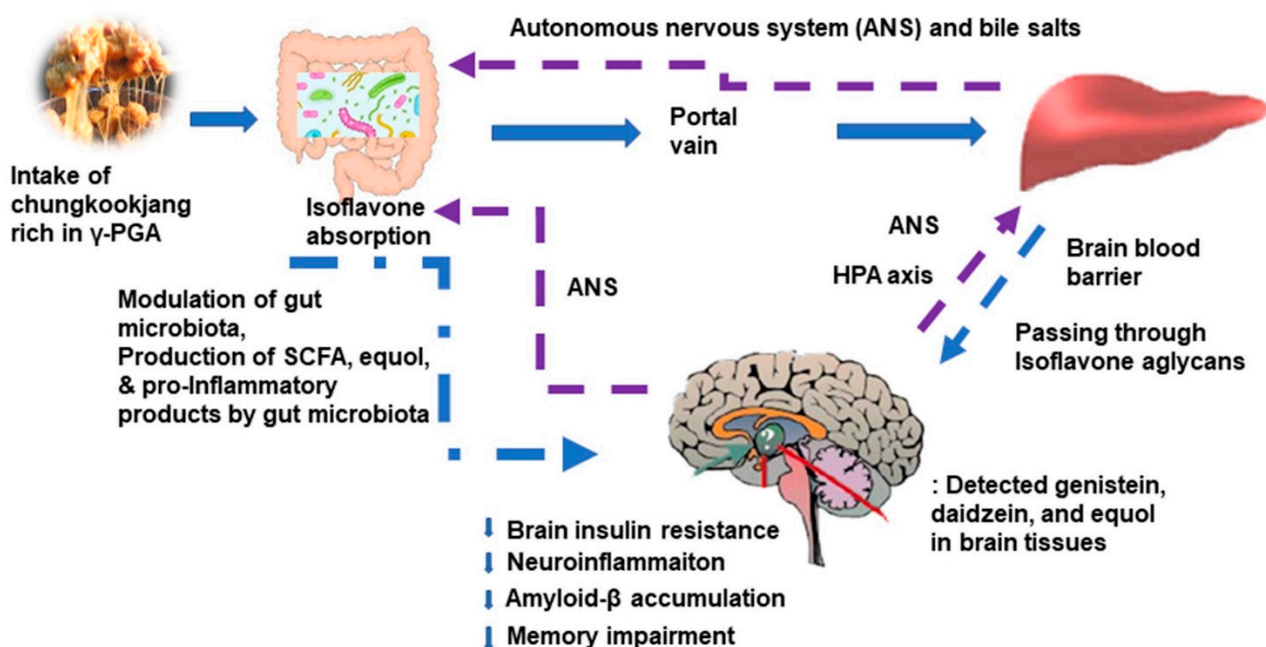 Autonomous nervous system (ANS) and bile salts
Portal
vain
Intake of
chungkookjang
rich in γ-PGA
Isoflavone
absorption
ANS
HPA axis
Brain blood
barrier
ANS
Modulation of gut
microbiota,
Production of SCFA, equol,
& pro-Inflammatory
products by gut microbiota
Passing through
Isoflavone aglycans
?
: Detected genistein,
daidzein, and equol
in brain tissues
Brain insulin resistance
Neuroinflammaiton
Amyloid-β accumulation
Memory impairment